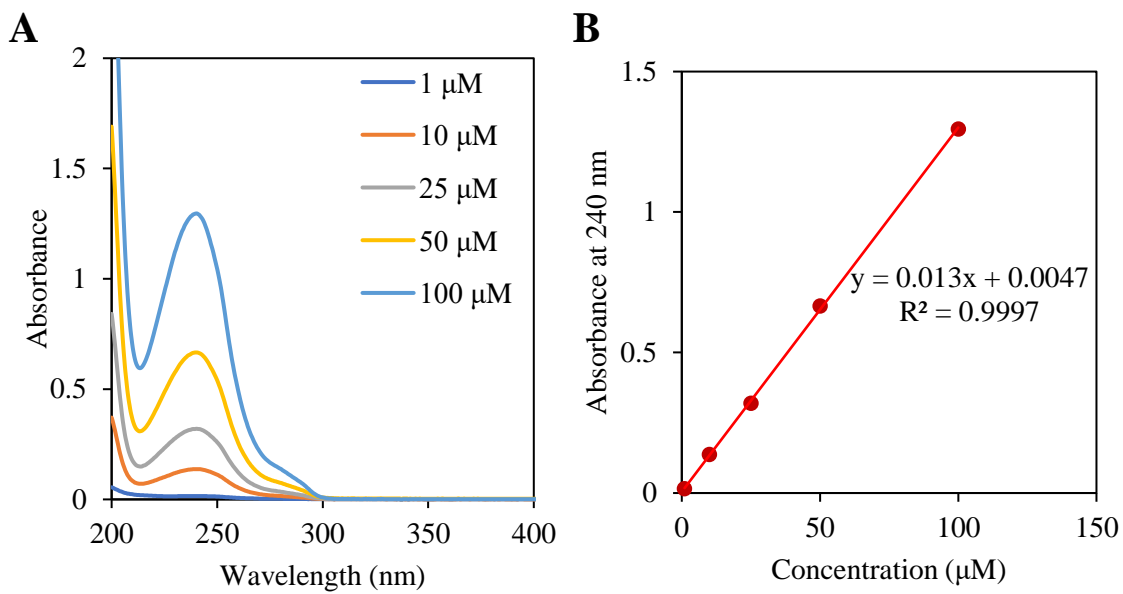 A
2
1.5
1
0.5
0
200
250
300
350
400
Absorbance
Wavelength (nm)
1 μM
10 μM
25 μM
50 μM
100 μM
B
1.5
1
0.5
0
0
50
100
150
Absorbance at 240 nm
Concentration (μM)
y = 0.013x + 0.0047
R² = 0.9997